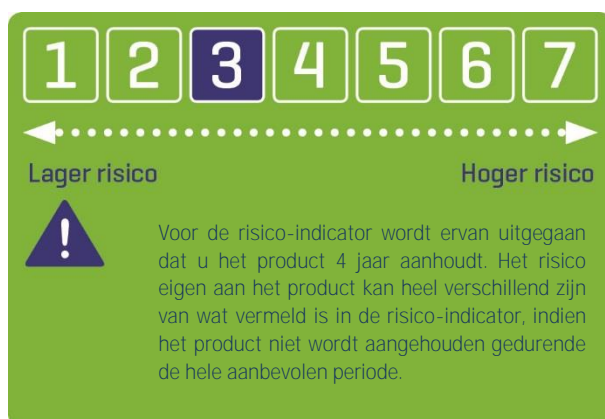 1 2 3 4 5 6 7
Lager risico Hoger risico
!
Voor de risico-indicator wordt ervan uitgegaan
dat u het product 4 jaar aanhoudt. Het risico
eigen aan het product kan heel verschillend zijn
van wat vermeld is in de risico-indicator, indien
het product niet wordt aangehouden gedurende
de hele aanbevolen periode.